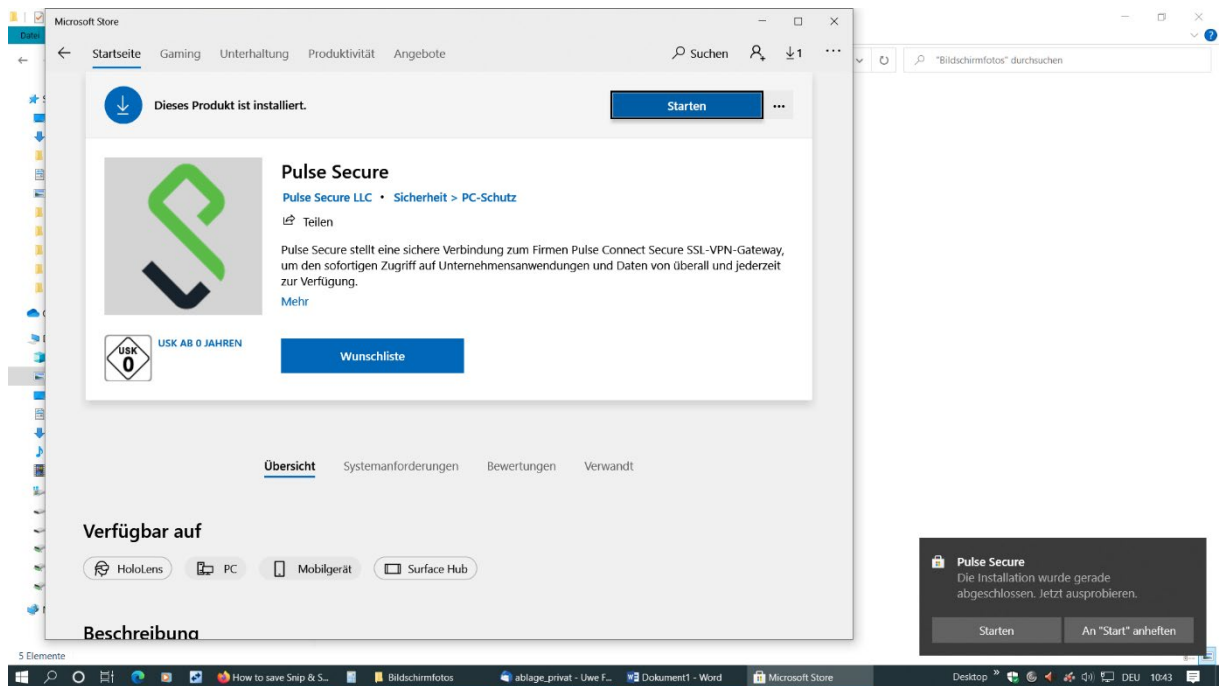 Microsoft Store
Datei
Startseite Gaming Unterhaltung Produktivität Angebote Suchen 1
"Bildschirmfotos" durchsuchen
Dieses Produkt ist installiert.
Starten
Pulse Secure
Pulse Secure LLC • Sicherheit > PC-Schutz
Teilen
Pulse Secure stellt eine sichere Verbindung zum Firmen Pulse Connect Secure SSL-VPN-Gateway,
um den sofortigen Zugriff auf Unternehmensanwendungen und Daten von überall und jederzeit
zur Verfügung.
Mehr
USK
0
USK AB 0 JAHREN
Wunschliste
Übersicht Systemanforderungen Bewertungen Verwandt
Verfügbar auf
HoloLens PC Mobilgerät Surface Hub
Beschreibung
Pulse Secure
Die Installation wurde gerade
abgeschlossen. Jetzt ausprobieren.
Starten An "Start" anheften
5 Elemente
How to save Snip & S... Bildschirmfotos ablage_privat - Uwe F... Dokument1 - Word Microsoft Store Desktop DEU 10:43